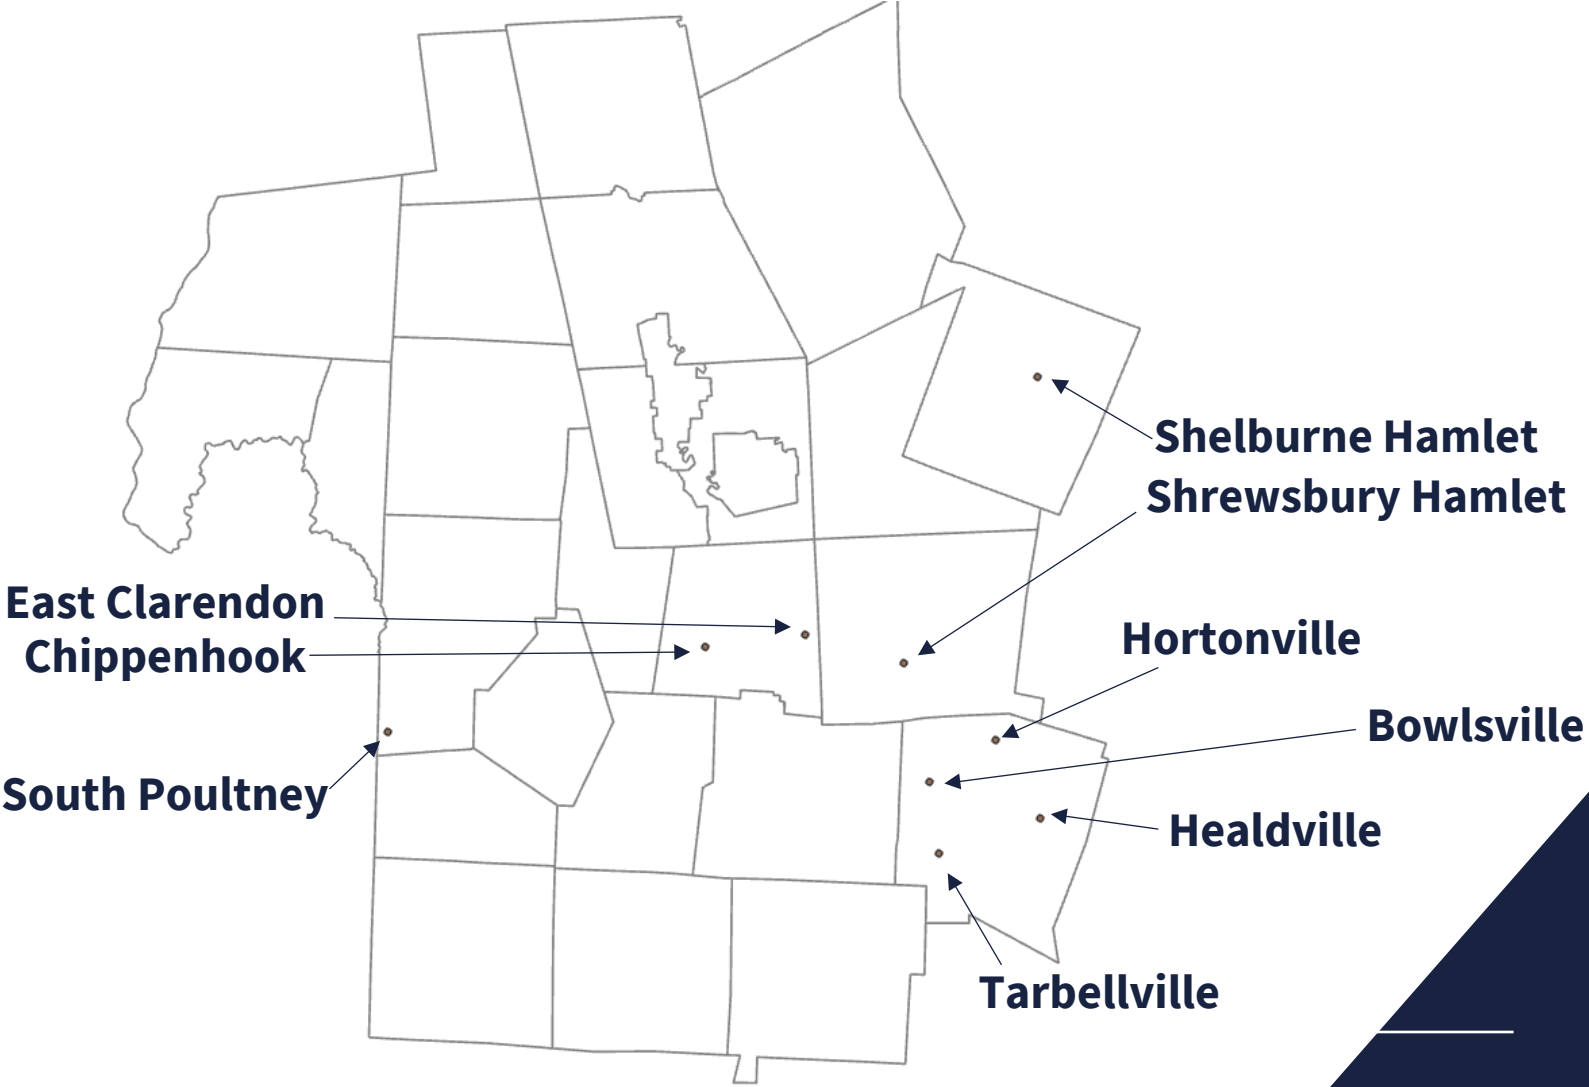 Shelburne Hamlet
Shrewsbury Hamlet
East Clarendon
Hortonville
Chippenhook
Bowlsville
South Poultney
Healdville
Tarbellville